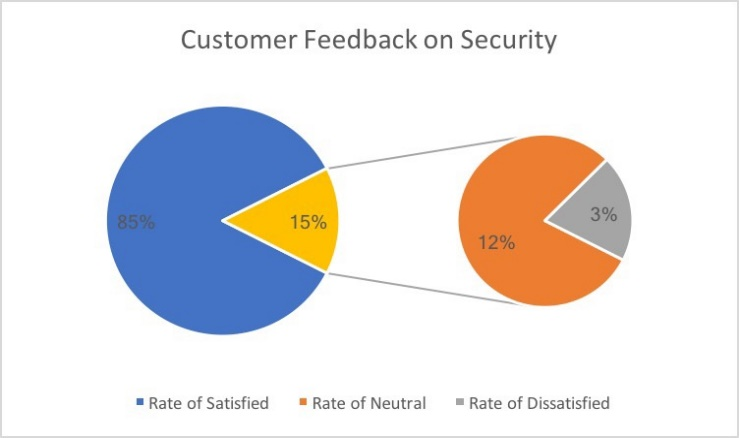 Customer Feedback on Security
85%
15%
12%
3%
Rate of Satisfied
Rate of Neutral
Rate of Dissatisfied